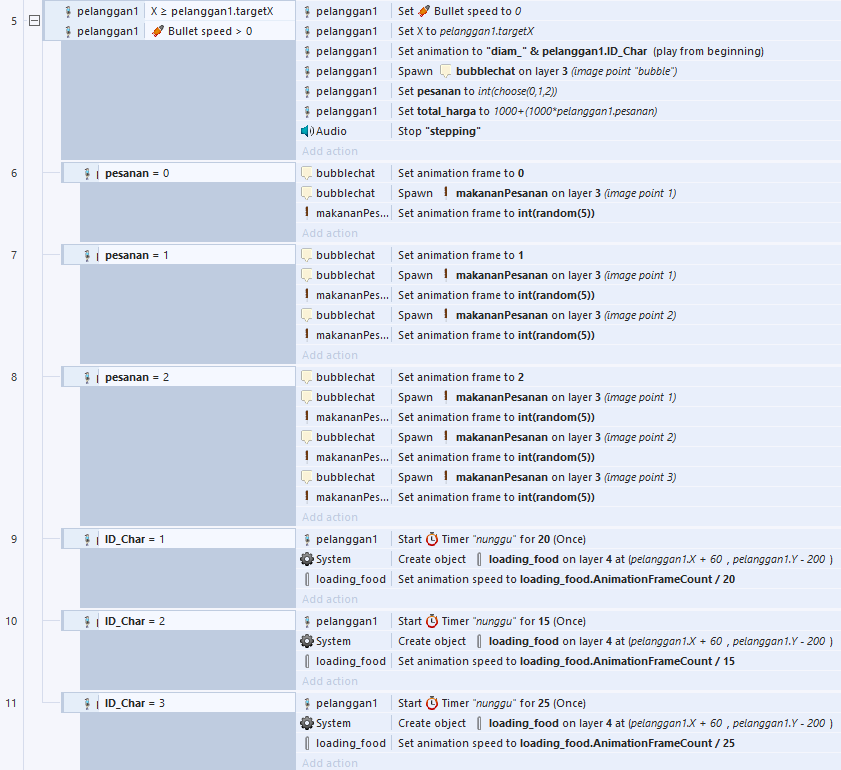 5 pelanggan1 X ≥ pelanggan1.targetX pelanggan1 Set Bullet speed to 0
pelanggan1 Bullet speed > 0 pelanggan1 Set X to pelanggan1.targetX
pelanggan1 Set animation to "diam_" & pelanggan1.ID_Char (play from beginning)
pelanggan1 Spawn bubblechat on layer 3 (image point "bubble")
pelanggan1 Set pesanan to int(choose(0,1,2))
pelanggan1 Set total_harga to 1000+(1000*pelanggan1.pesanan)
Audio Stop "stepping"
Add action
6 pesanan = 0 bubblechat Set animation frame to 0
bubblechat Spawn makananPesanan on layer 3 (image point 1)
makananPes... Set animation frame to int(random(5))
Add action
7 pesanan = 1 bubblechat Set animation frame to 1
bubblechat Spawn makananPesanan on layer 3 (image point 1)
makananPes... Set animation frame to int(random(5))
bubblechat Spawn makananPesanan on layer 3 (image point 2)
makananPes... Set animation frame to int(random(5))
Add action
8 pesanan = 2 bubblechat Set animation frame to 2
bubblechat Spawn makananPesanan on layer 3 (image point 1)
makananPes... Set animation frame to int(random(5))
bubblechat Spawn makananPesanan on layer 3 (image point 2)
makananPes... Set animation frame to int(random(5))
bubblechat Spawn makananPesanan on layer 3 (image point 3)
makananPes... Set animation frame to int(random(5))
Add action
9 ID_Char = 1 pelanggan1 Start Timer "nunggu" for 20 (Once)
System Create object loading_food on layer 4 at (pelanggan1.X + 60 , pelanggan1.Y - 200 )
loading_food Set animation speed to loading_food.AnimationFrameCount / 20
Add action
10 ID_Char = 2 pelanggan1 Start Timer "nunggu" for 15 (Once)
System Create object loading_food on layer 4 at (pelanggan1.X + 60 , pelanggan1.Y - 200 )
loading_food Set animation speed to loading_food.AnimationFrameCount / 15
Add action
11 ID_Char = 3 pelanggan1 Start Timer "nunggu" for 25 (Once)
System Create object loading_food on layer 4 at (pelanggan1.X + 60 , pelanggan1.Y - 200 )
loading_food Set animation speed to loading_food.AnimationFrameCount / 25
Add action